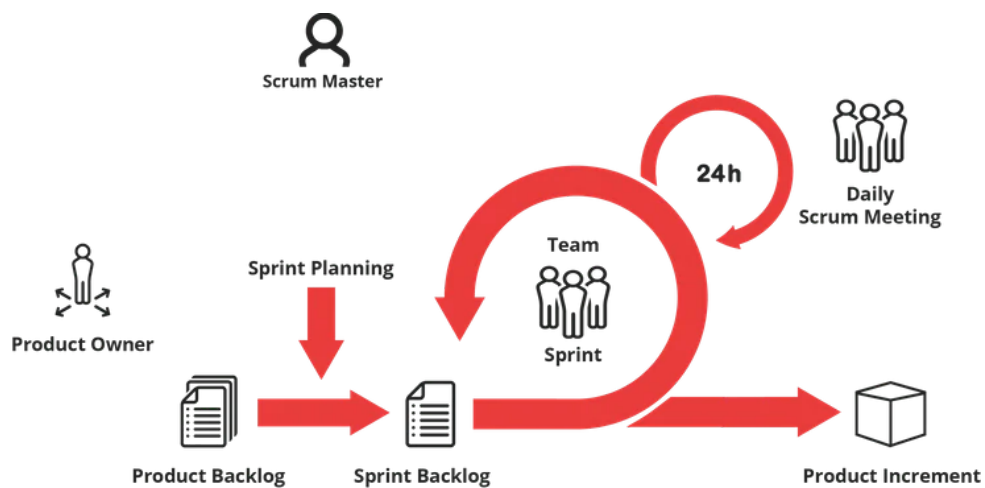 Scrum Master
24h
Daily
Scrum Meeting
Team
Sprint Planning
Product Owner
Sprint
Product Backlog
Sprint Backlog
Product Increment